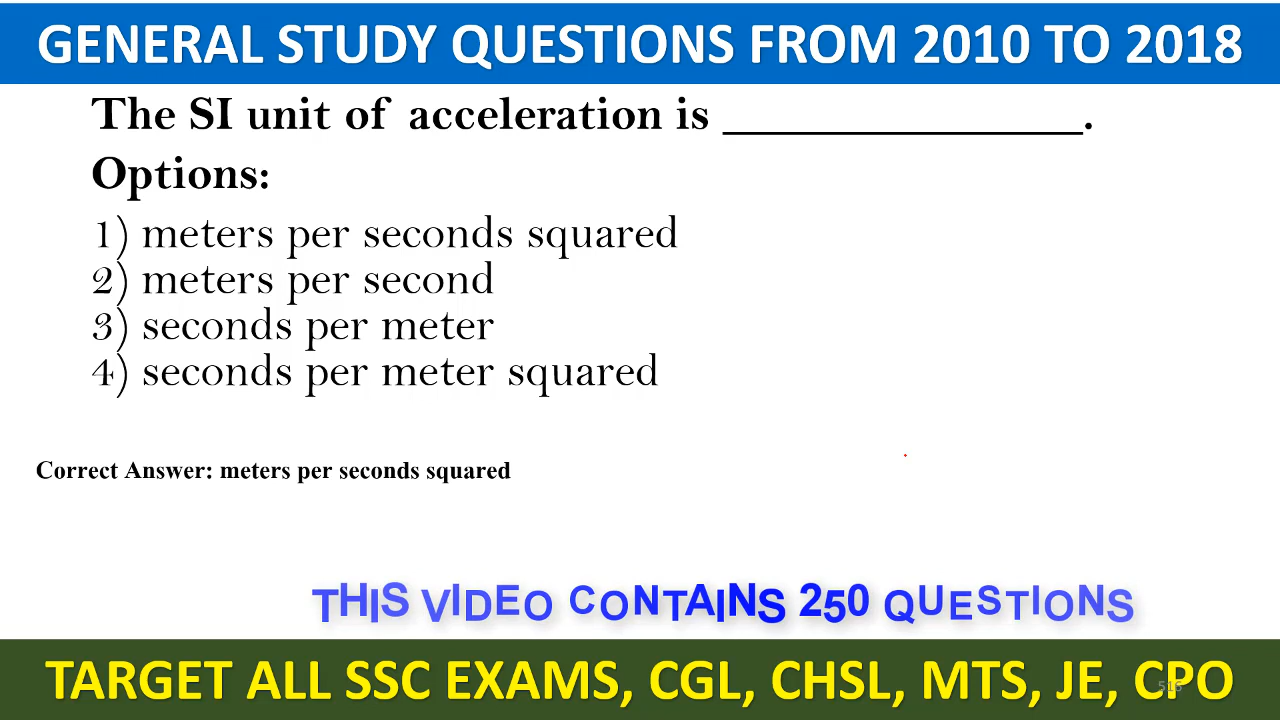 GENERAL STUDY QUESTIONS FROM 2010 TO 2018
The SI unit of acceleration is _______________.
Options:
1) meters per seconds squared
2) meters per second
3) seconds per meter
4) seconds per meter squared
Correct Answer: meters per seconds squared
THIS VIDEO CONTAINS 250 QUESTIONS
TARGET ALL SSC EXAMS, CGL, CHSL, MTS, JE, CPO
516